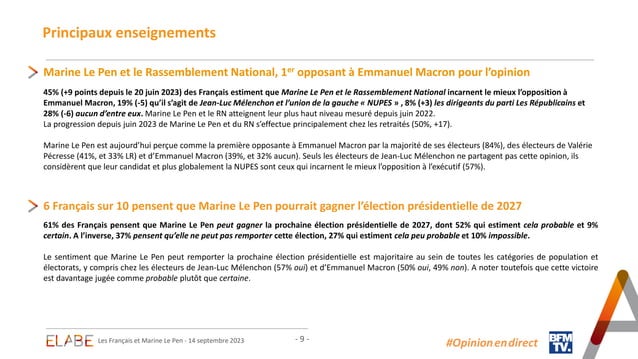 Principaux enseignements
Marine Le Pen et le Rassemblement National, 1er opposant à Emmanuel Macron pour l'opinion
45% (+9 points depuis le 20 juin 2023) des Français estiment que Marine Le Pen et le Rassemblement National incarnent le mieux l'opposition à
Emmanuel Macron, 19% (-5) qu'il s'agit de Jean-Luc Mélenchon et l'union de la gauche « NUPES » , 8% (+3) les dirigeants du parti Les Républicains et
28% (-6) aucun d'entre eux. Marine Le Pen et le RN atteignent leur plus haut niveau mesuré depuis juin 2022.
La progression depuis juin 2023 de Marine Le Pen et du RN s'effectue principalement chez les retraités (50%, +17).
Marine Le Pen est aujourd'hui perçue comme la première opposante à Emmanuel Macron par la majorité de ses électeurs (84%), des électeurs de Valérie
Pécresse (41%, et 33% LR) et d'Emmanuel Macron (39%, et 32% aucun). Seuls les électeurs de Jean-Luc Mélenchon ne partagent pas cette opinion, ils
considèrent que leur candidat et plus globalement la NUPES sont ceux qui incarnent le mieux l'opposition à l'exécutif (57%).
6 Français sur 10 pensent que Marine Le Pen pourrait gagner l'élection présidentielle de 2027
61% des Français pensent que Marine Le Pen peut gagner la prochaine élection présidentielle de 2027, dont 52% qui estiment cela probable et 9%
certain. A l'inverse, 37% pensent qu'elle ne peut pas remporter cette élection, 27% qui estiment cela peu probable et 10% impossible.
Le sentiment que Marine Le Pen peut remporter la prochaine élection présidentielle est majoritaire au sein de toutes les catégories de population et
électorats, y compris chez les électeurs de Jean-Luc Mélenchon (57% oui) et d'Emmanuel Macron (50% oui, 49% non). A noter toutefois que cette victoire
est davantage jugée comme probable plutôt que certaine.
ELABE
Les Français et Marine Le Pen - 14 septembre 2023
- 9 -
#Opinionendirect
BFM
TV.